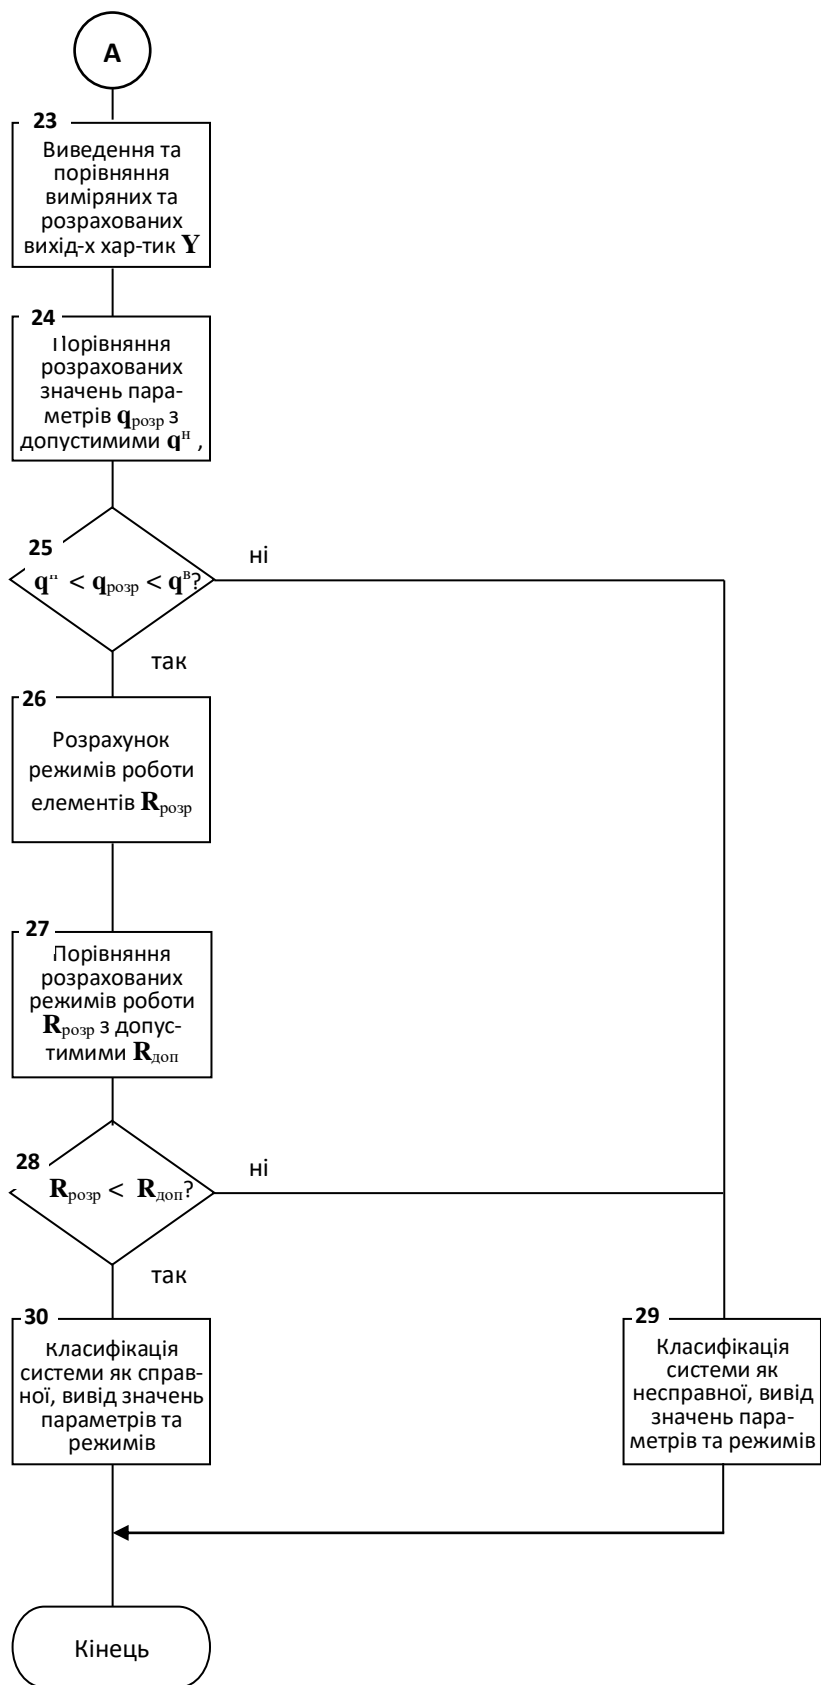 А
23
Виведення та
порівняння
виміряних та
розрахованих
вихід-х хар-тик Y
24
Порівняння
розрахованих
значень пара-
метрів qрозр з
допустимими qн ,
25
ні
qн < qрозр < qв?
так
26
Розрахунок
режимів роботи
елементів Rрозр
27
Порівняння
розрахованих
режимів роботи
Rрозр з допус-
тимими Rдоп
28
ні
Rрозр < Rдоп?
так
30
Класифікація
системи як справ-
ної, вивід значень
параметрів та
режимів
29
Класифікація
системи як
несправної, вивід
значень пара-
метрів та режимів
Кінець